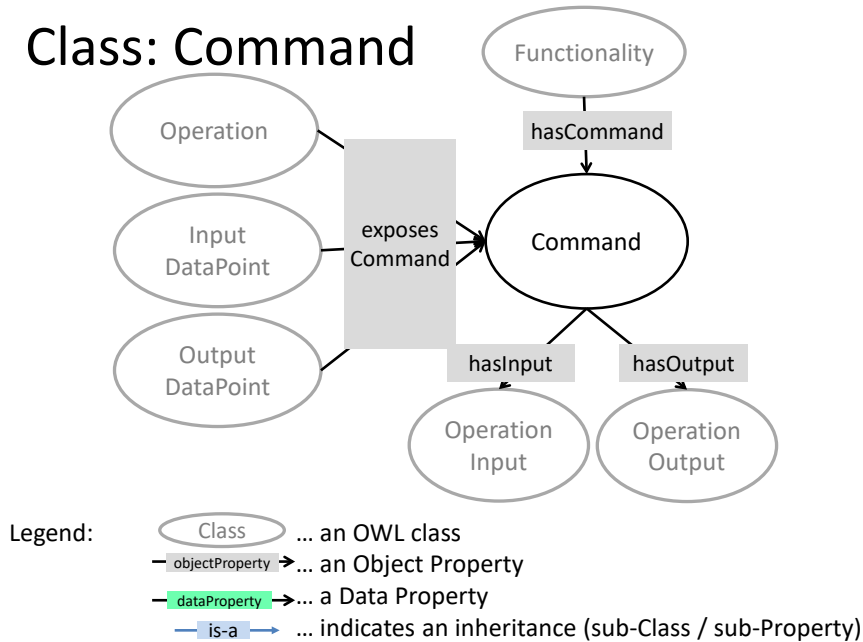 Class: Command
Functionality
hasCommand
Operation
Input
DataPoint
Output
DataPoint
exposes
Command
Command
hasInput
hasOutput
Operation
Input
Operation
Output
Legend:
Class
... an OWL class
objectProperty
... an Object Property
dataProperty
... a Data Property
is-a
... indicates an inheritance (sub-Class / sub-Property)